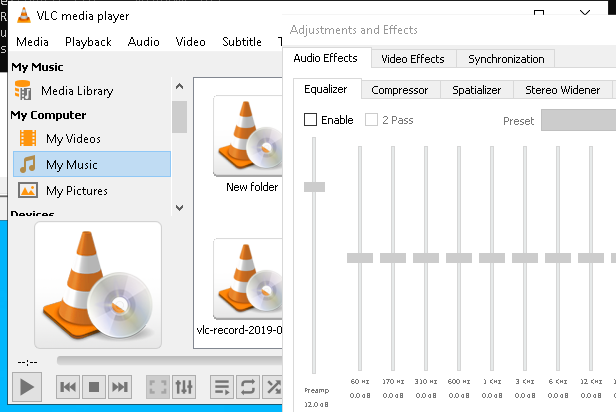 VLC media player
Media Playback Audio Video Subtitle T
My Music
Media Library
My Computer
My Videos
My Music
My Pictures
Devices
New folder
vlc-record-2019-0
--:--
Adjustments and Effects
Audio Effects Video Effects Synchronization
Equalizer Compressor Spatializer Stereo Widener
Enable 2 Pass Preset
60 Hz 170 Hz 310 Hz 600 Hz 1 KHz 3 KHz 6 KHz 12 KHz
Preamp 0.0 dB 0.0 dB 0.0 dB 0.0 dB 0.0 dB 0.0 dB 0.0 dB 0.0 dB
12.0 dB